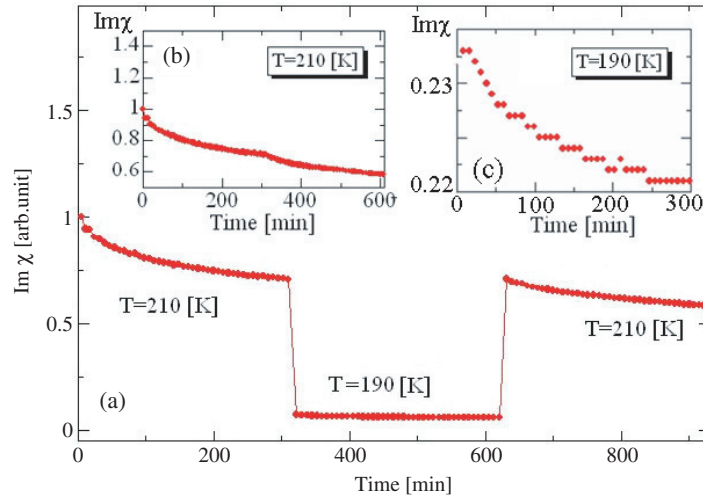 Imχ
1.4
(b)
T=210 [K]
1.2
1
0.8
0.6
0
200
400
600
Time [min]
Imχ
T=190 [K]
0.23
0.22
(c)
0
100
200
300
Time [min]
1.5
1
0.5
0
Im χ [arb.unit]
T=210 [K]
T=190 [K]
T=210 [K]
(a)
0
200
400
600
800
Time [min]